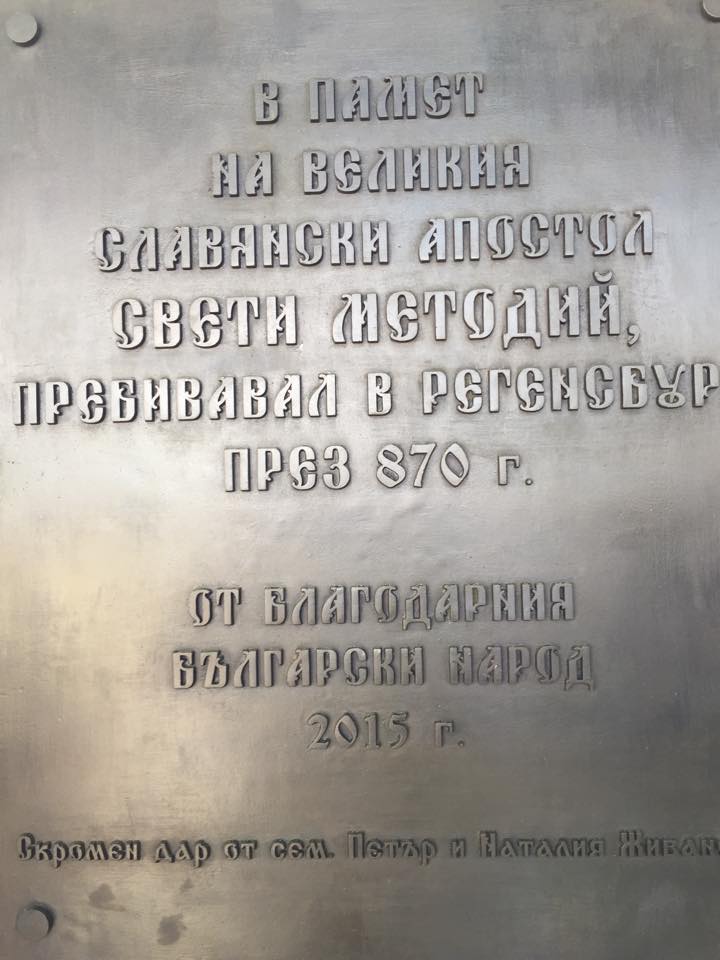 В ПАМЕТ
НА ВЕЛИКИЯ
СЛАВЯНСКИ АПОСТОЛ
СВЕТИ МЕТОДИЙ,
ПРЕБИВАВАЛ В РЕГЕНСБУР
ПРЕЗ 870 г.
ОТ БЛАГОДАРНИЯ
БЪЛГАРСКИ НАРОД
2015 г.
Скромен дар от сем. Петър и Наталия